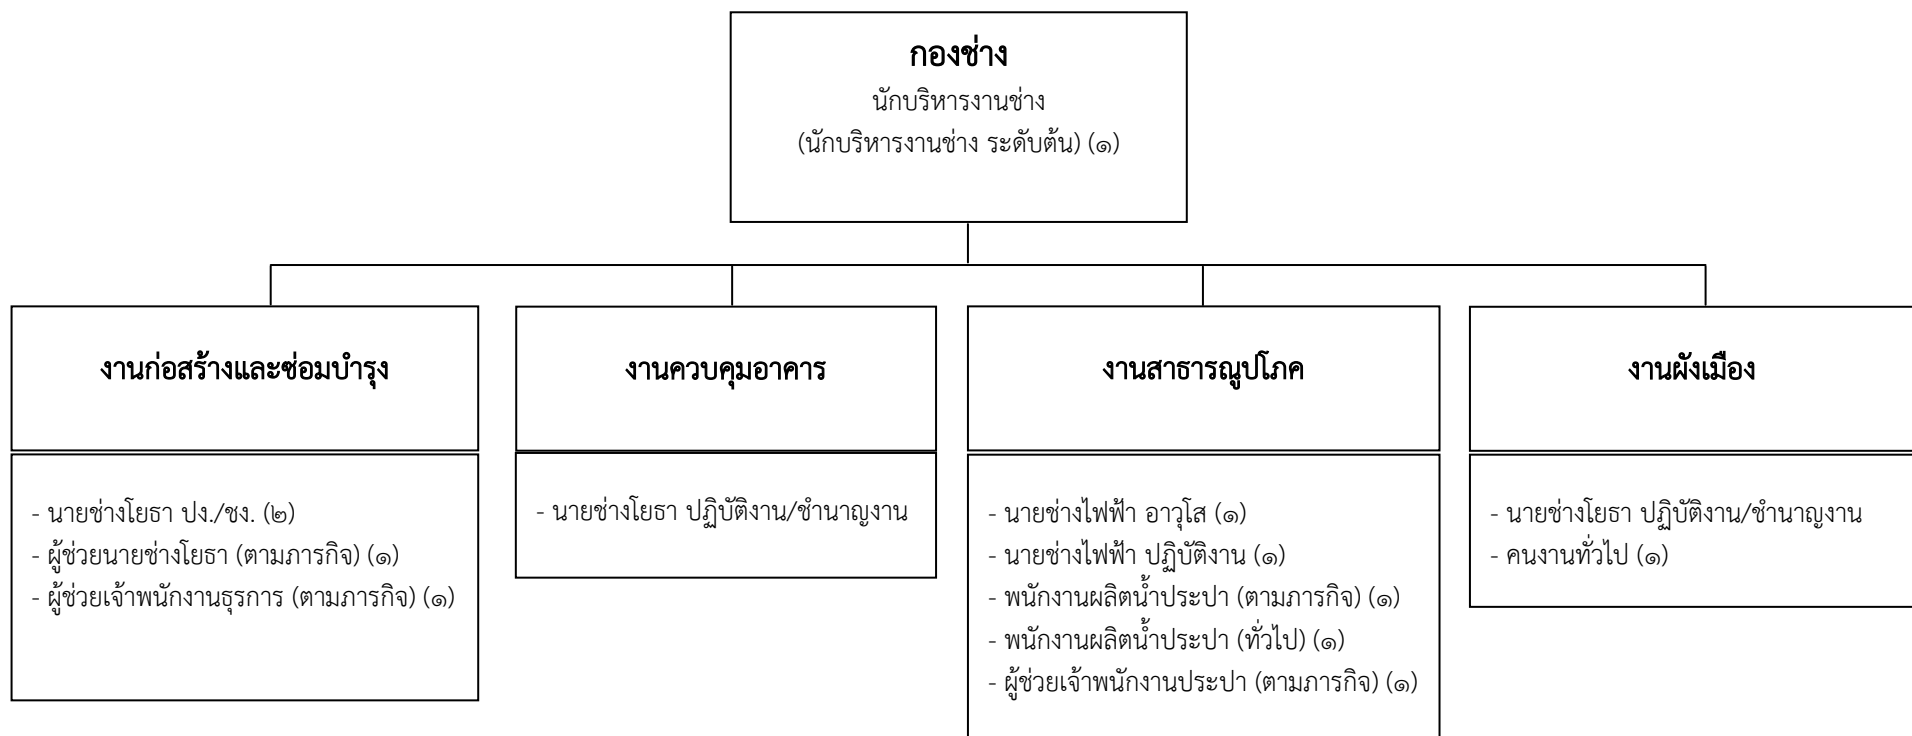 กองช่าง
นักบริหารงานช่าง
(นักบริหารงานช่าง ระดับต้น) (๑)
งานก่อสร้างและซ่อมบำรุง
- นายช่างโยธา ปง./ชง. (๒)
- ผู้ช่วยนายช่างโยธา (ตามภารกิจ) (๑)
- ผู้ช่วยเจ้าพนักงานธุรการ (ตามภารกิจ) (๑)
งานควบคุมอาคาร
- นายช่างโยธา ปฏิบัติงาน/ชำนาญงาน
งานสาธารณูปโภค
- นายช่างไฟฟ้า อาวุโส (๑)
- นายช่างไฟฟ้า ปฏิบัติงาน (๑)
- พนักงานผลิตน้ำประปา (ตามภารกิจ) (๑)
- พนักงานผลิตน้ำประปา (ทั่วไป) (๑)
- ผู้ช่วยเจ้าพนักงานประปา (ตามภารกิจ) (๑)
งานผังเมือง
- นายช่างโยธา ปฏิบัติงาน/ชำนาญงาน
- คนงานทั่วไป (๑)